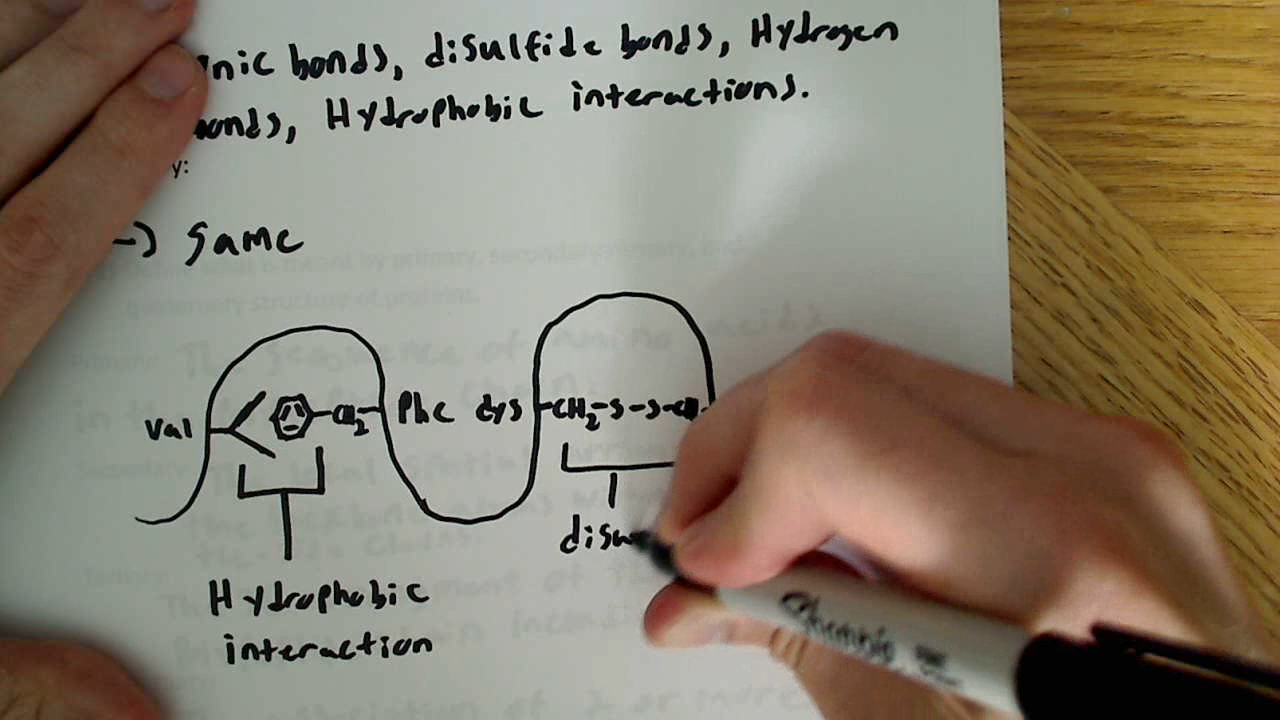 nic bonds, disulfide bonds, Hydrogen
onds, Hydrophobic interactions.
y:
→ same
Val CH2 Phe cys CH2-S-S-CH
disu
Hydrophobic
interaction